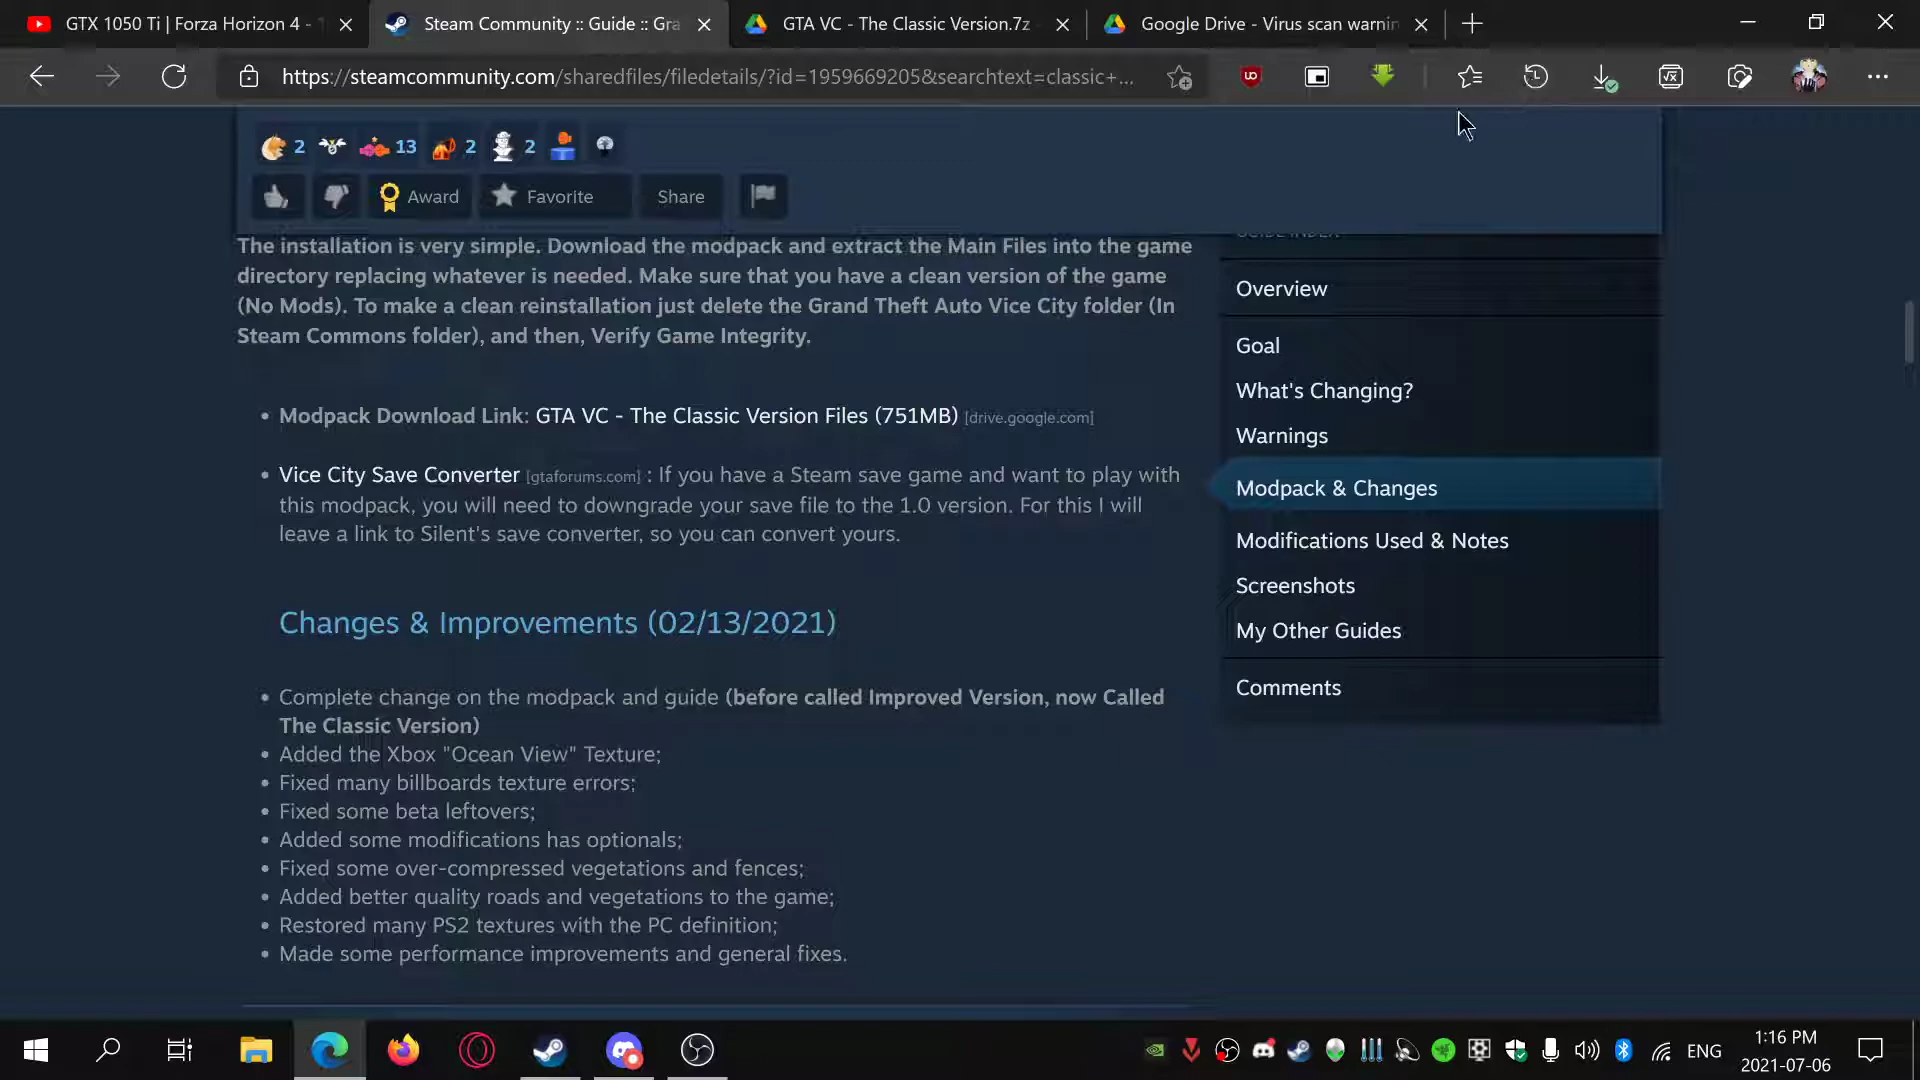 GTX 1050 Ti | Forza Horizon 4 -
Steam Community :: Guide :: Gra
GTA VC - The Classic Version.7z
Google Drive - Virus scan warnin
https://steamcommunity.com/sharedfiles/filedetails/?id=1959669205&searchtext=classic+...
2 13 2 2
Award Favorite Share
The installation is very simple. Download the modpack and extract the Main Files into the game
directory replacing whatever is needed. Make sure that you have a clean version of the game
(No Mods). To make a clean reinstallation just delete the Grand Theft Auto Vice City folder (In
Steam Commons folder), and then, Verify Game Integrity.
• Modpack Download Link: GTA VC - The Classic Version Files (751MB) [drive.google.com]
• Vice City Save Converter [gtaforums.com] : If you have a Steam save game and want to play with
this modpack, you will need to downgrade your save file to the 1.0 version. For this I will
leave a link to Silent's save converter, so you can convert yours.
Changes & Improvements (02/13/2021)
• Complete change on the modpack and guide (before called Improved Version, now Called
The Classic Version)
• Added the Xbox "Ocean View" Texture;
• Fixed many billboards texture errors;
• Fixed some beta leftovers;
• Added some modifications has optionals;
• Fixed some over-compressed vegetations and fences;
• Added better quality roads and vegetations to the game;
• Restored many PS2 textures with the PC definition;
• Made some performance improvements and general fixes.
GUIDE INDEX
Overview
Goal
What's Changing?
Warnings
Modpack & Changes
Modifications Used & Notes
Screenshots
My Other Guides
Comments
ENG
1:16 PM
2021-07-06